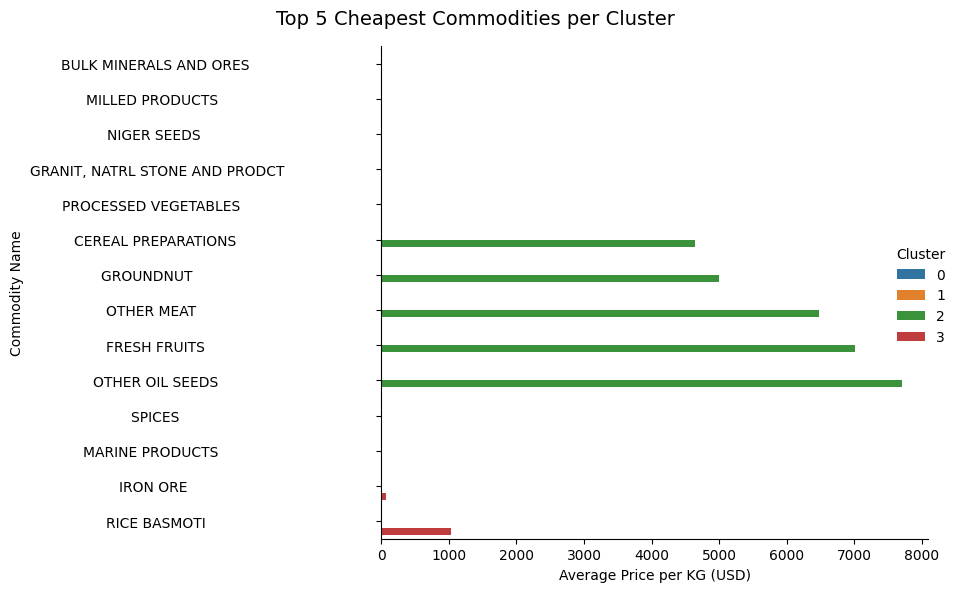 Top 5 Cheapest Commodities per Cluster
BULK MINERALS AND ORES
MILLED PRODUCTS
NIGER SEEDS
GRANIT, NATRL STONE AND PRODCT
PROCESSED VEGETABLES
CEREAL PREPARATIONS
GROUNDNUT
OTHER MEAT
FRESH FRUITS
OTHER OIL SEEDS
SPICES
MARINE PRODUCTS
IRON ORE
RICE BASMOTI
Commodity Name
0 1000 2000 3000 4000 5000 6000 7000 8000
Average Price per KG (USD)
Cluster
0
1
2
3